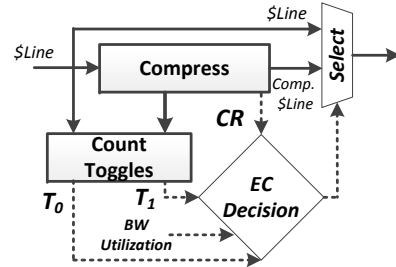 $Line
$Line
Compress
Select
Comp.
$Line
CR
Count
Toggles
T0
T1
EC
Decision
BW
Utilization